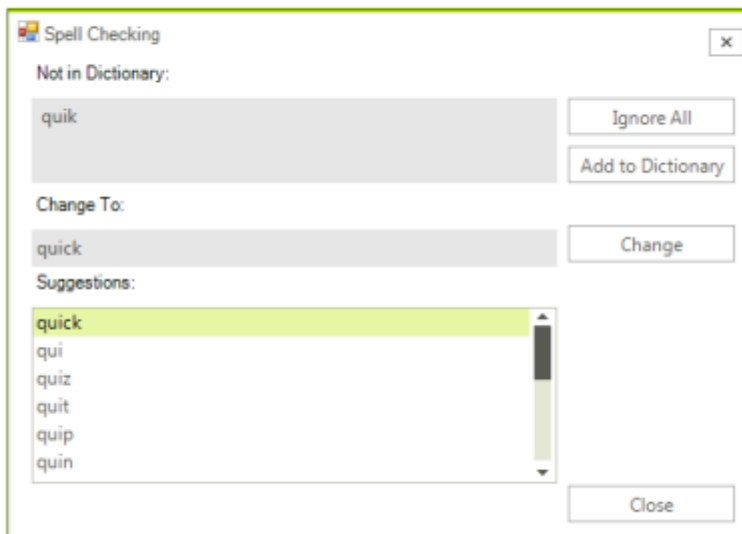 Spell Checking
Not in Dictionary:
quik
Ignore All
Add to Dictionary
Change To:
quick
Change
Suggestions:
quick
qui
quiz
quit
quip
quin
Close